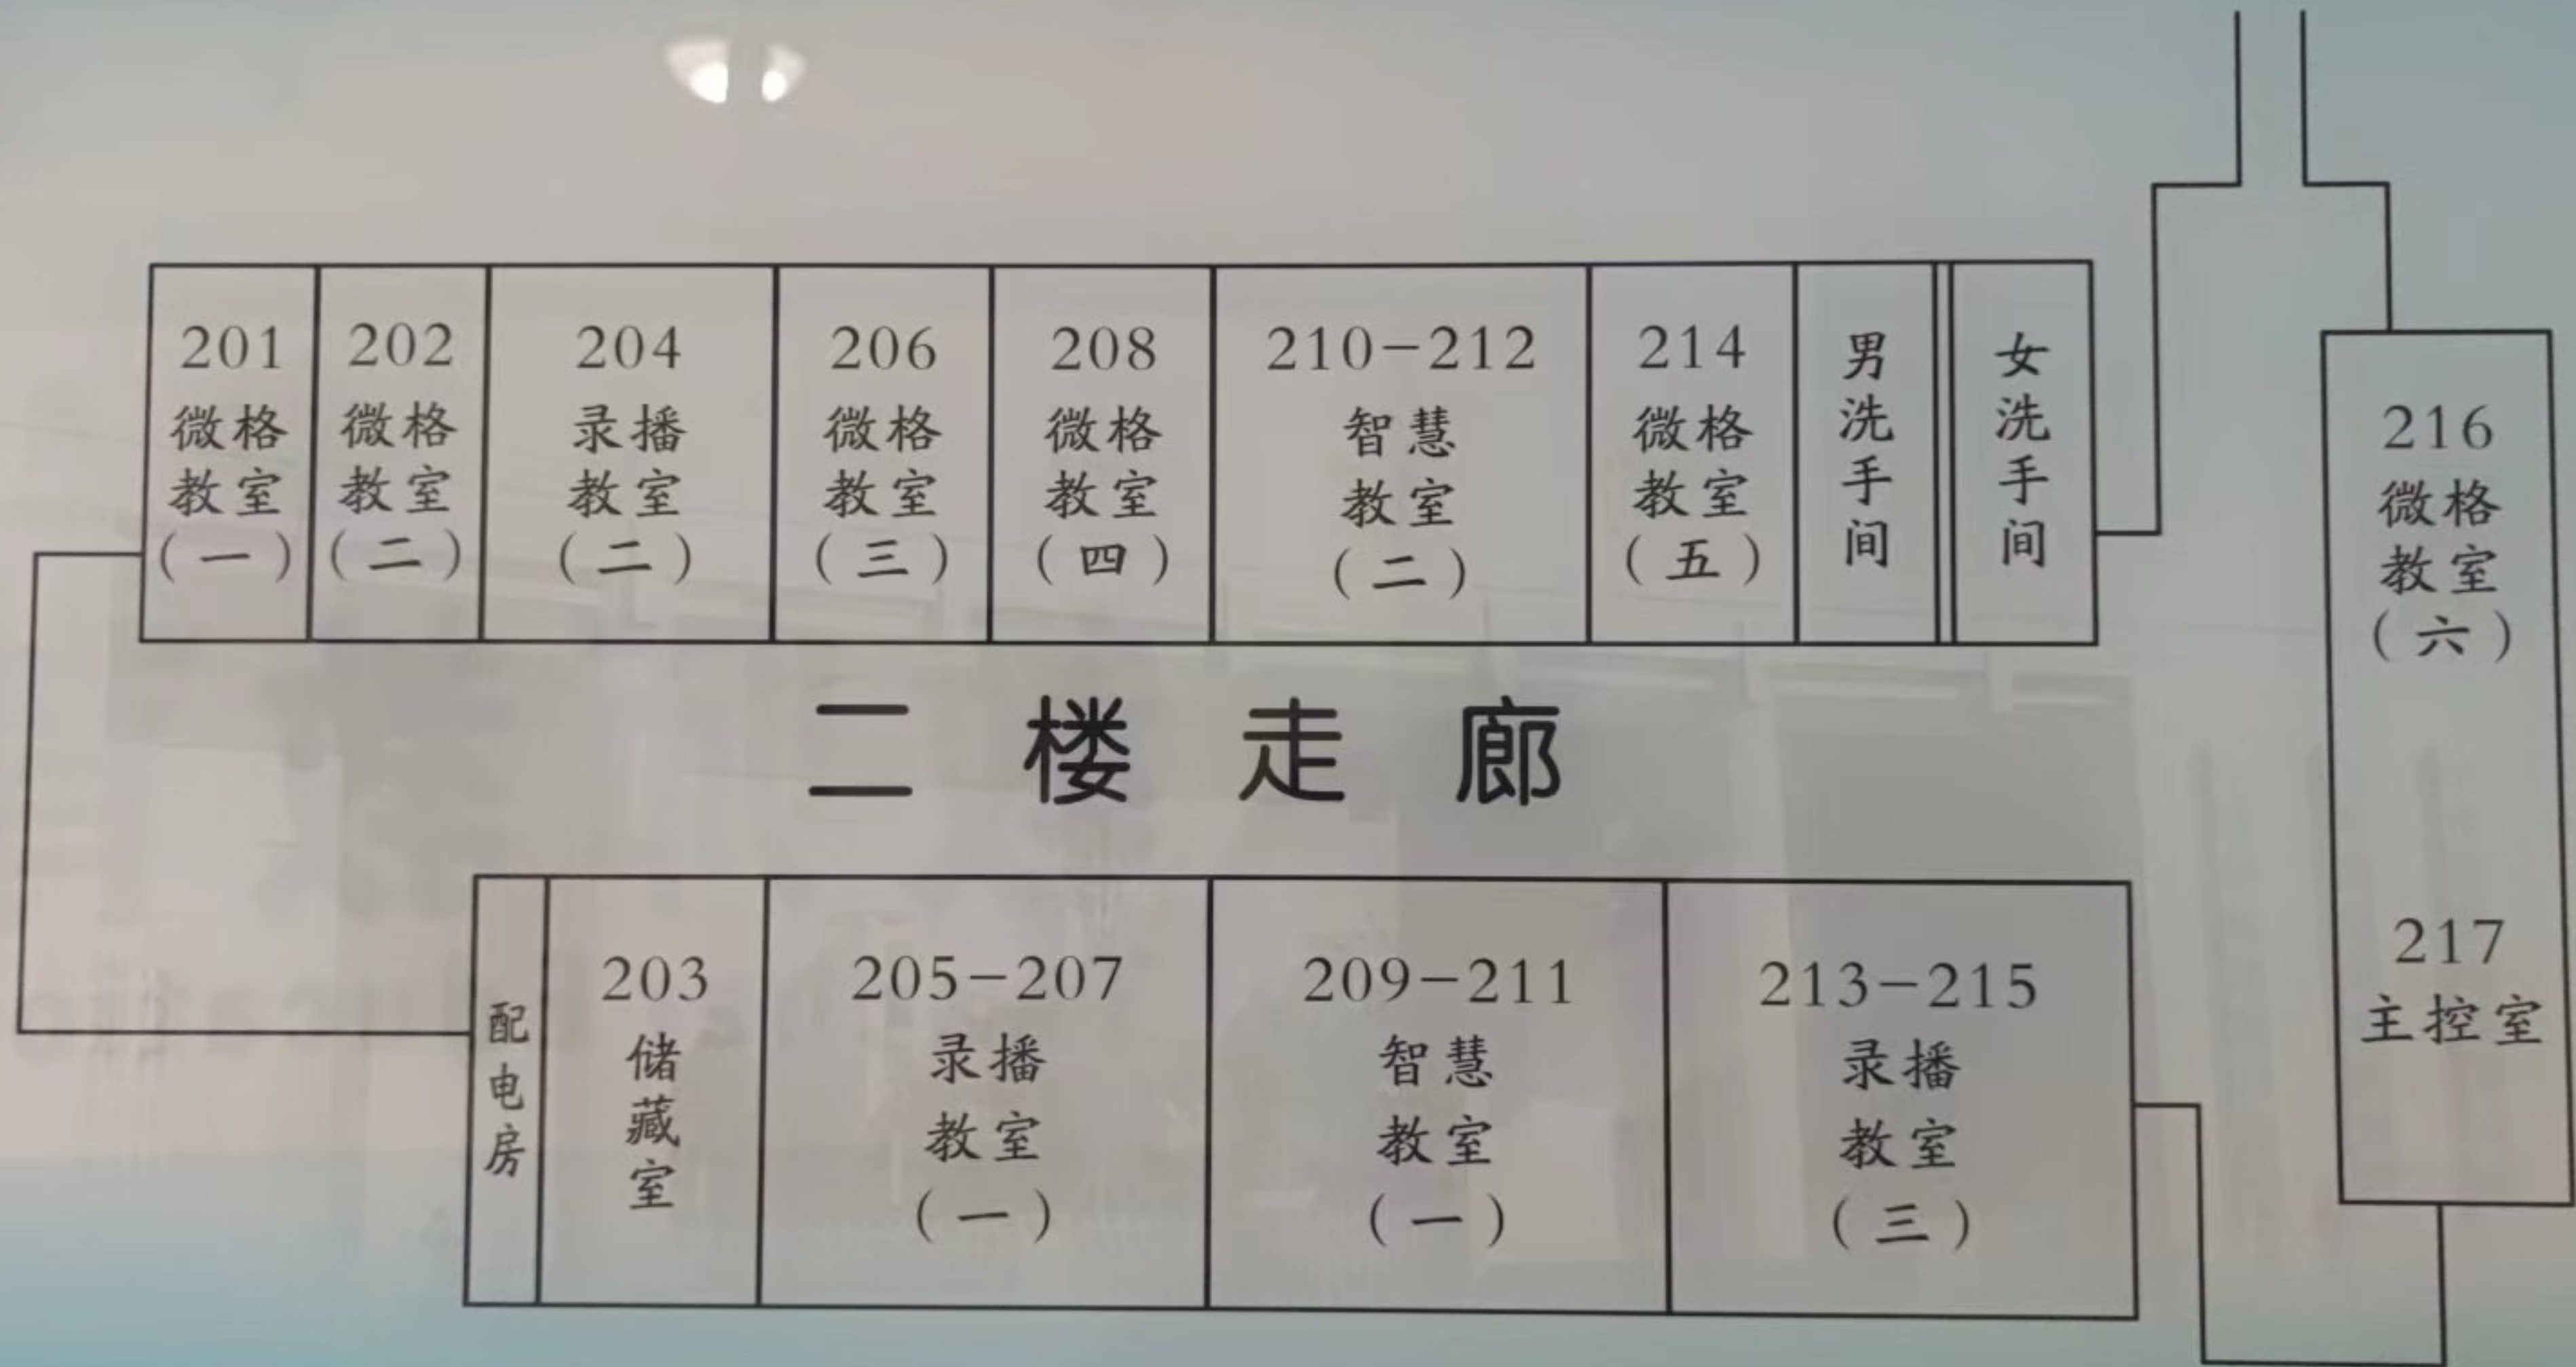 201
微格
教室
（一）
202
微格
教室
（二）
204
录播
教室
（二）
206
微格
教室
（三）
208
微格
教室
（四）
210-212
智慧
教室
（二）
214
微格
教室
（五）
男洗手间
女洗手间
216
微格
教室
（六）
217
主控室
二楼走廊
配电房
203
储藏室
205-207
录播
教室
（一）
209-211
智慧
教室
（一）
213-215
录播
教室
（三）